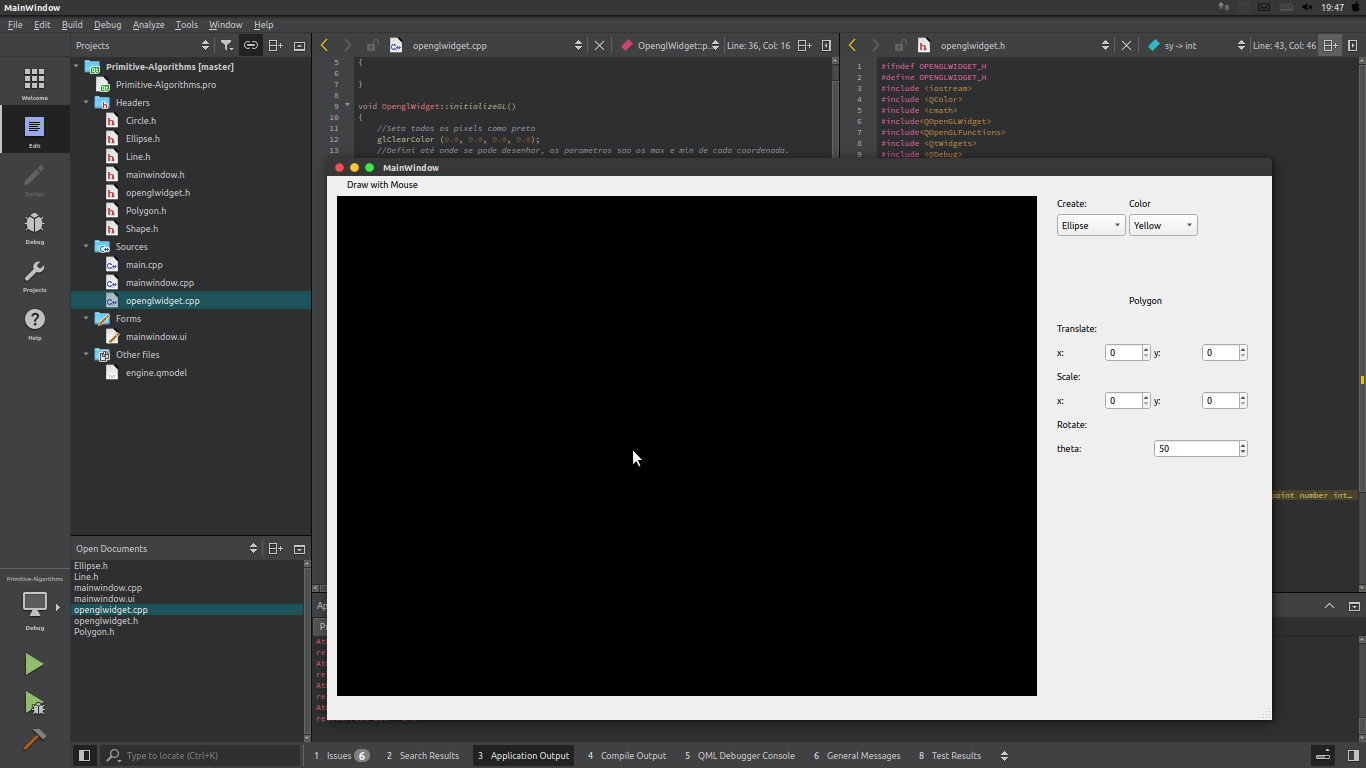 MainWindow
19:47
File Edit Build Debug Analyze Tools Window Help
Projects
openglwidget.cpp
OpenglWidget::p...
Line: 36, Col: 16
openglwidget.h
sy -> int
Line: 43, Col: 46
Welcome
Edit
Design
Debug
Projects
Help
Primitive-Algorithms [master]
Primitive-Algorithms.pro
Headers
Circle.h
Ellipse.h
Line.h
mainwindow.h
openglwidget.h
Polygon.h
Shape.h
Sources
main.cpp
mainwindow.cpp
openglwidget.cpp
Forms
mainwindow.ui
Other files
engine.qmodel
5 {
6
7 }
8
9 void OpenglWidget::initializeGL()
10 {
11 //Seta todos os pixels como preto
12 glClearColor (0.0, 0.0, 0.0, 0.0);
13 //Defini até onde se pode desenhar, os parametros sao os max e min de cada coordenada.
1 #ifndef OPENGLWIDGET_H
2 #define OPENGLWIDGET_H
3 #include <iostream>
4 #include <QColor>
5 #include <cmath>
6 #include<QOpenGLWidget>
7 #include<QOpenGLFunctions>
8 #include <QtWidgets>
9 #include <QDebug>
MainWindow
Draw with Mouse
Create: Color
Ellipse Yellow
Polygon
Translate:
x: 0 y: 0
Scale:
x: 0 y: 0
Rotate:
theta: 50
point number int...
Open Documents
Ellipse.h
Line.h
mainwindow.cpp
mainwindow.ui
openglwidget.cpp
openglwidget.h
Polygon.h
Primitive-Algorithms
Debug
Type to locate (Ctrl+K)
1 Issues 6
2 Search Results
3 Application Output
4 Compile Output
5 QML Debugger Console
6 General Messages
8 Test Results